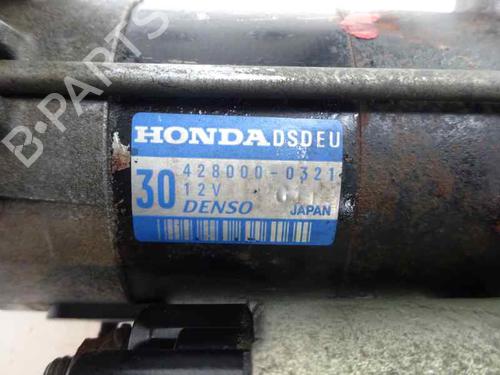 B-PARTS
HONDA DSDEU
30 428000-0321
12V
DENSO JAPAN